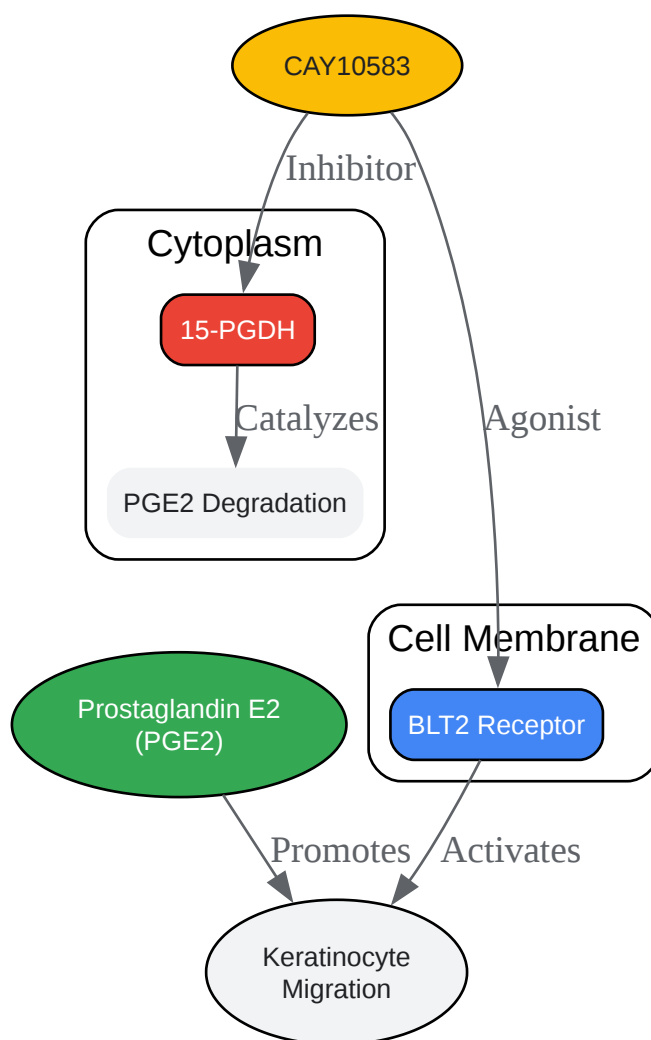 CAY10583
Inhibitor
Cytoplasm
15-PGDH
Catalyzes
Agonist
PGE2 Degradation
Cell Membrane
Prostaglandin E2
(PGE2)
BLT2 Receptor
Promotes
Activates
Keratinocyte
Migration